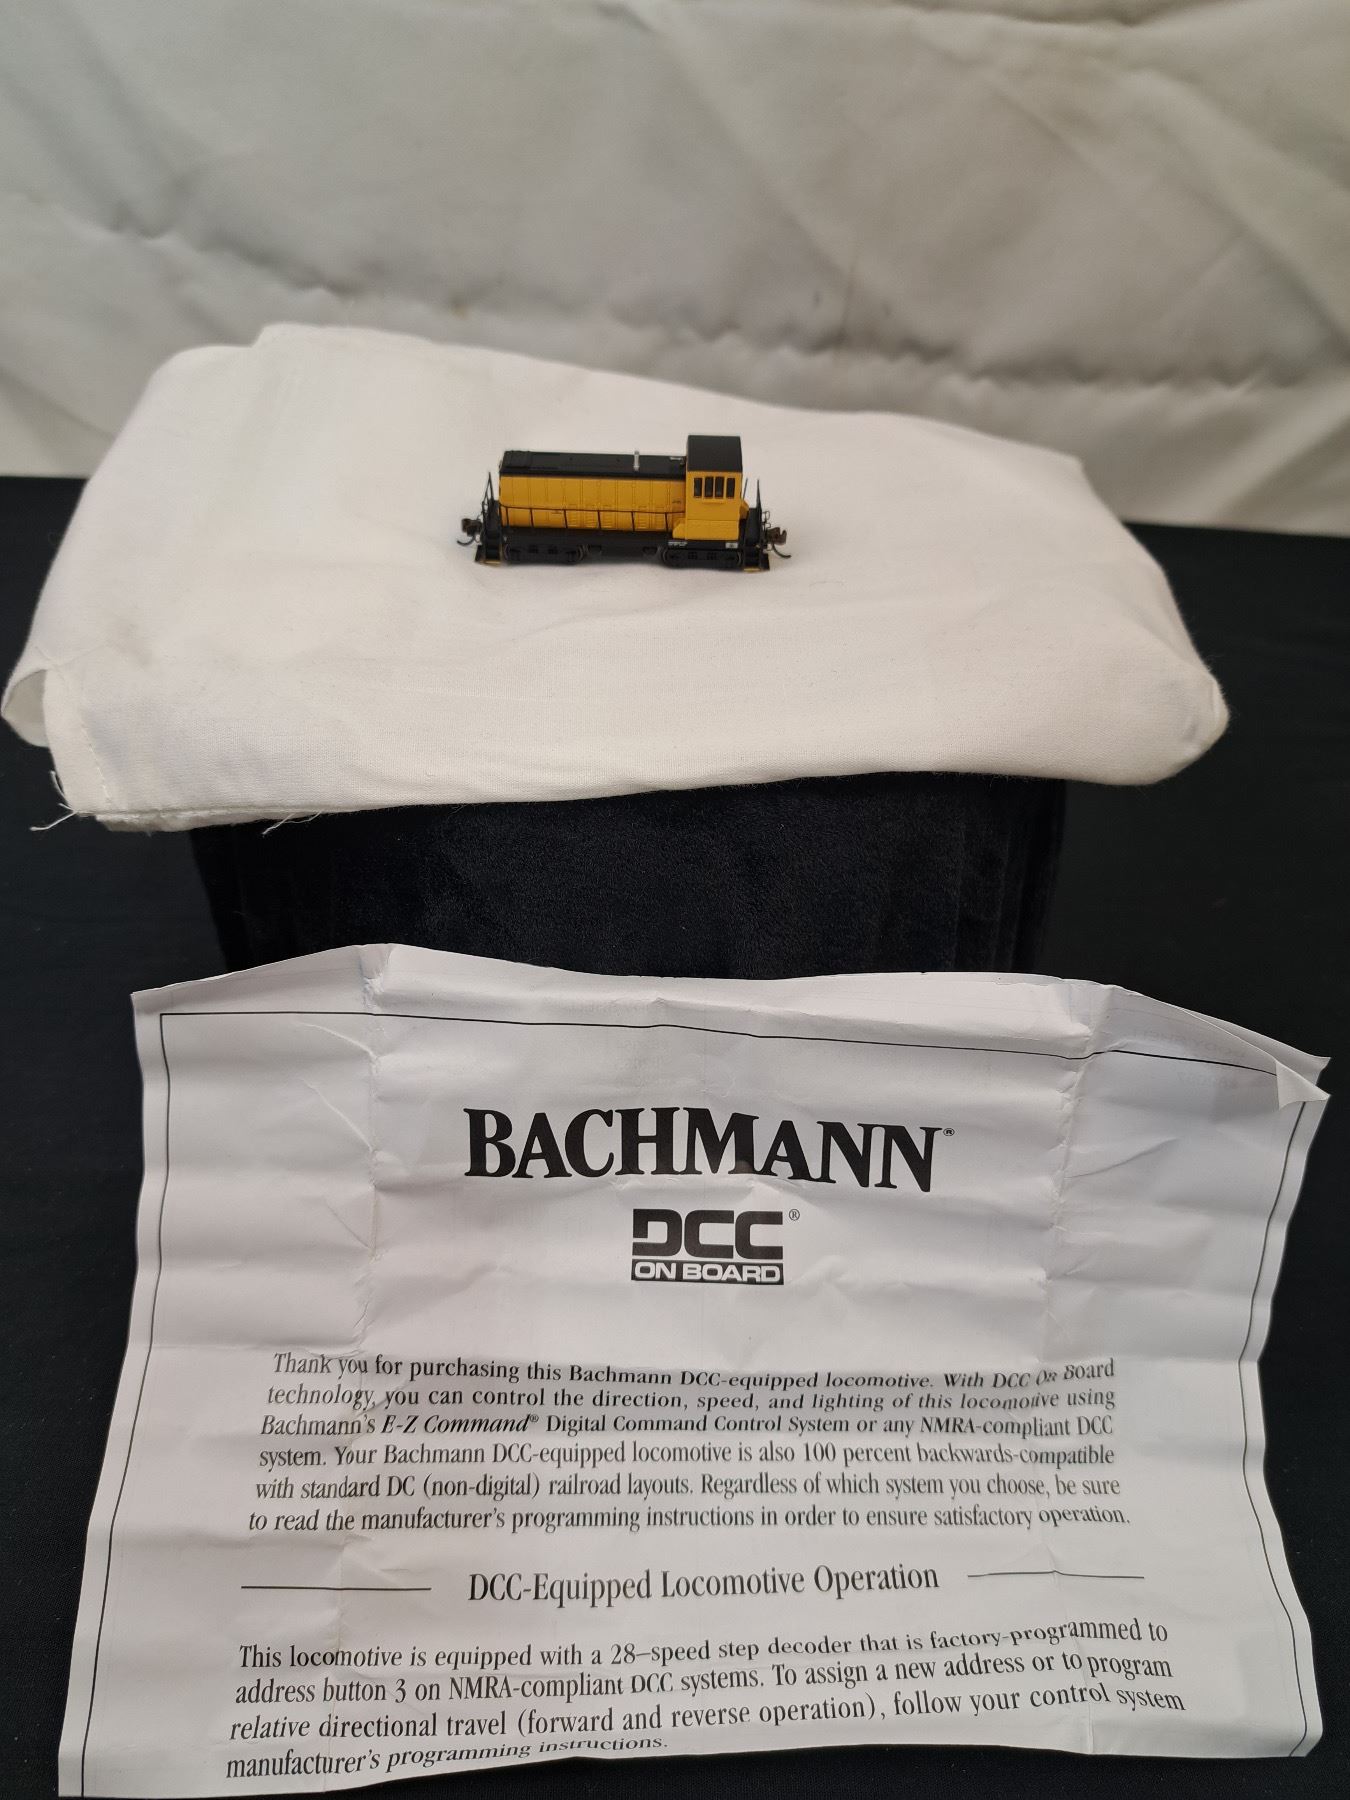 BACHMANN®
DCC®
ON BOARD
Thank you for purchasing this Bachmann DCC-equipped locomotive. With DCC On Board
technology, you can control the direction, speed, and lighting of this locomotive using
Bachmann's E-Z Command® Digital Command Control System or any NMRA-compliant DCC
system. Your Bachmann DCC-equipped locomotive is also 100 percent backwards-compatible
with standard DC (non-digital) railroad layouts. Regardless of which system you choose, be sure
to read the manufacturer's programming instructions in order to ensure satisfactory operation.
DCC-Equipped Locomotive Operation
This locomotive is equipped with a 28–speed step decoder that is factory-programmed to
address button 3 on NMRA-compliant DCC systems. To assign a new address or to program
relative directional travel (forward and reverse operation), follow your control system
manufacturer's programming instructions.